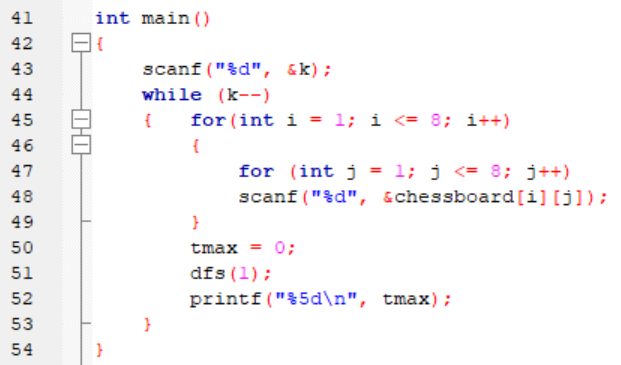 41 int main()
42 {
43 scanf("%d", &k);
44 while (k--)
45 { for(int i = 1; i <= 8; i++)
46 {
47 for (int j = 1; j <= 8; j++)
48 scanf("%d", &chessboard[i][j]);
49 }
50 tmax = 0;
51 dfs(1);
52 printf("%5d\n", tmax);
53 }
54 }